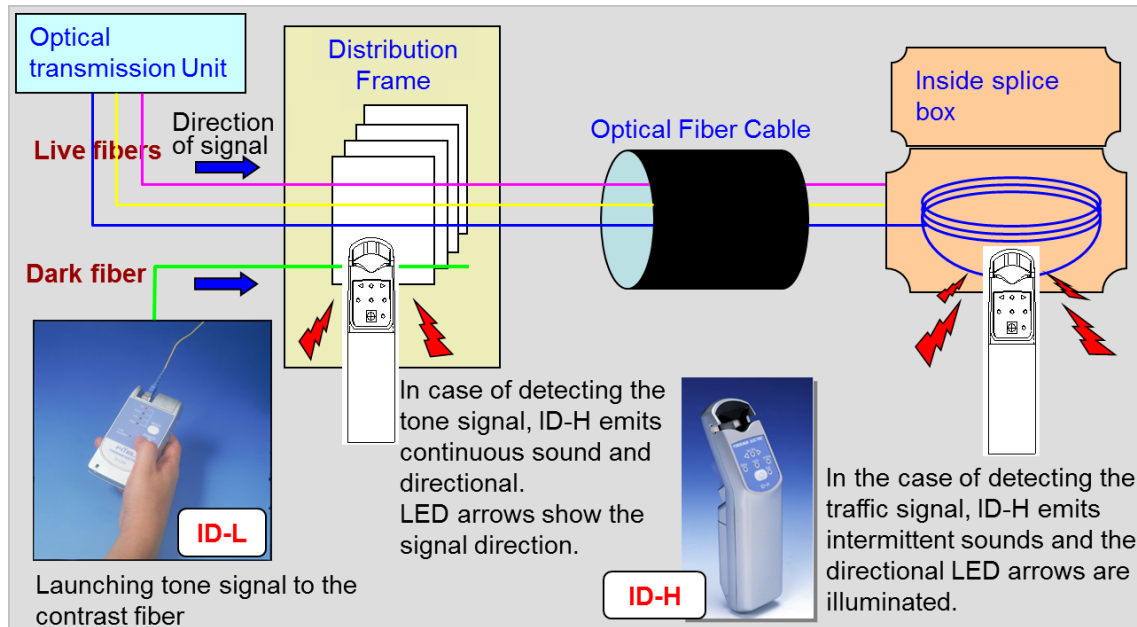 Optical
transmission Unit
Distribution
Frame
Inside splice
box
Optical Fiber Cable
Live fibers
Direction
of signal
Dark fiber
In case of detecting the
tone signal, ID-H emits
continuous sound and
directional.
LED arrows show the
signal direction.
ID-L
Launching tone signal to the
contrast fiber
ID-H
In the case of detecting the
traffic signal, ID-H emits
intermittent sounds and the
directional LED arrows are
illuminated.